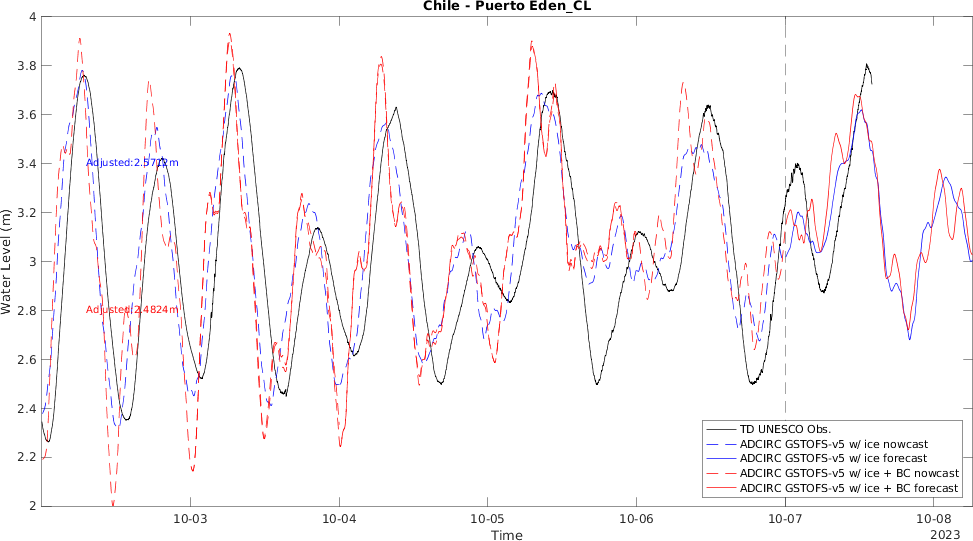 Chile - Puerto Eden_CL
4
3.8
3.6
3.4
3.2
3
2.8
2.6
2.4
2.2
2
Water Level (m)
Adjusted:2.5772m
Adjusted:2.4824m
10-03
10-04
10-05
10-06
10-07
10-08
Time
2023
TD UNESCO Obs.
ADCIRC GSTOFS-v5 w/ ice nowcast
ADCIRC GSTOFS-v5 w/ ice forecast
ADCIRC GSTOFS-v5 w/ ice + BC nowcast
ADCIRC GSTOFS-v5 w/ ice + BC forecast